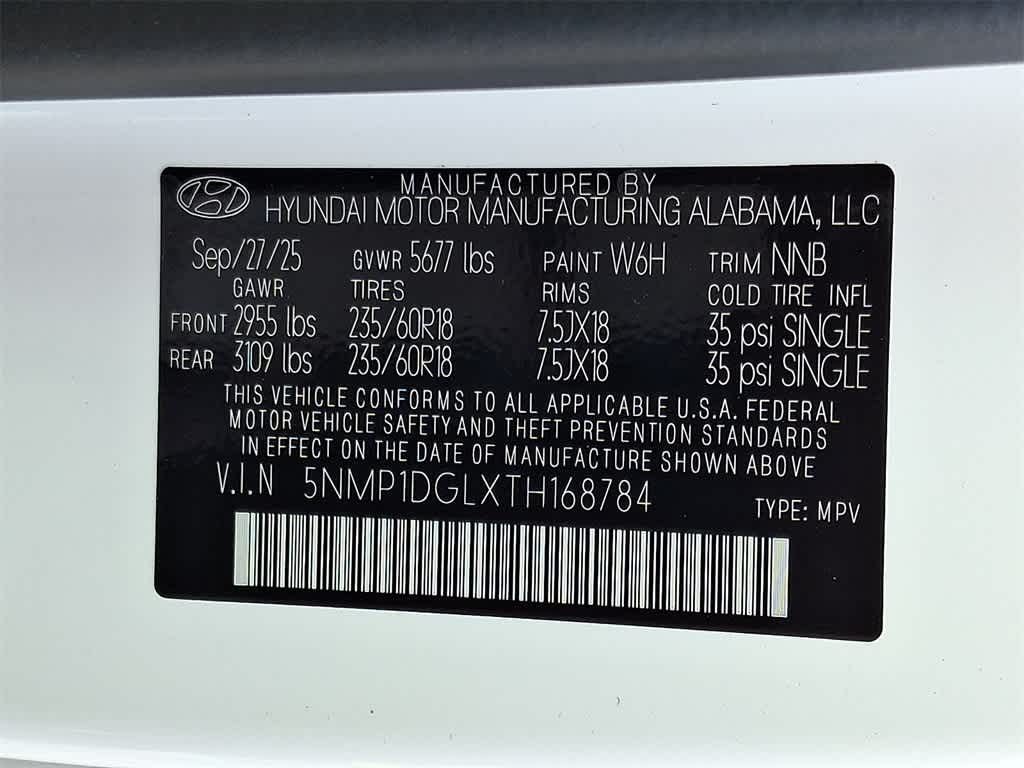 MANUFACTURED BY
HYUNDAI MOTOR MANUFACTURING ALABAMA, LLC
Sep/27/25 GVWR 5677 lbs PAINT W6H TRIM NNB
GAWR TIRES RIMS COLD TIRE INFL
FRONT 2955 lbs 235/60R18 7.5JX18 35 psi SINGLE
REAR 3109 lbs 235/60R18 7.5JX18 35 psi SINGLE
THIS VEHICLE CONFORMS TO ALL APPLICABLE U.S.A. FEDERAL
MOTOR VEHICLE SAFETY AND THEFT PREVENTION STANDARDS
IN EFFECT ON THE DATE OF MANUFACTURE SHOWN ABOVE
V.I.N 5NMP1DGLXTH168784 TYPE: MPV